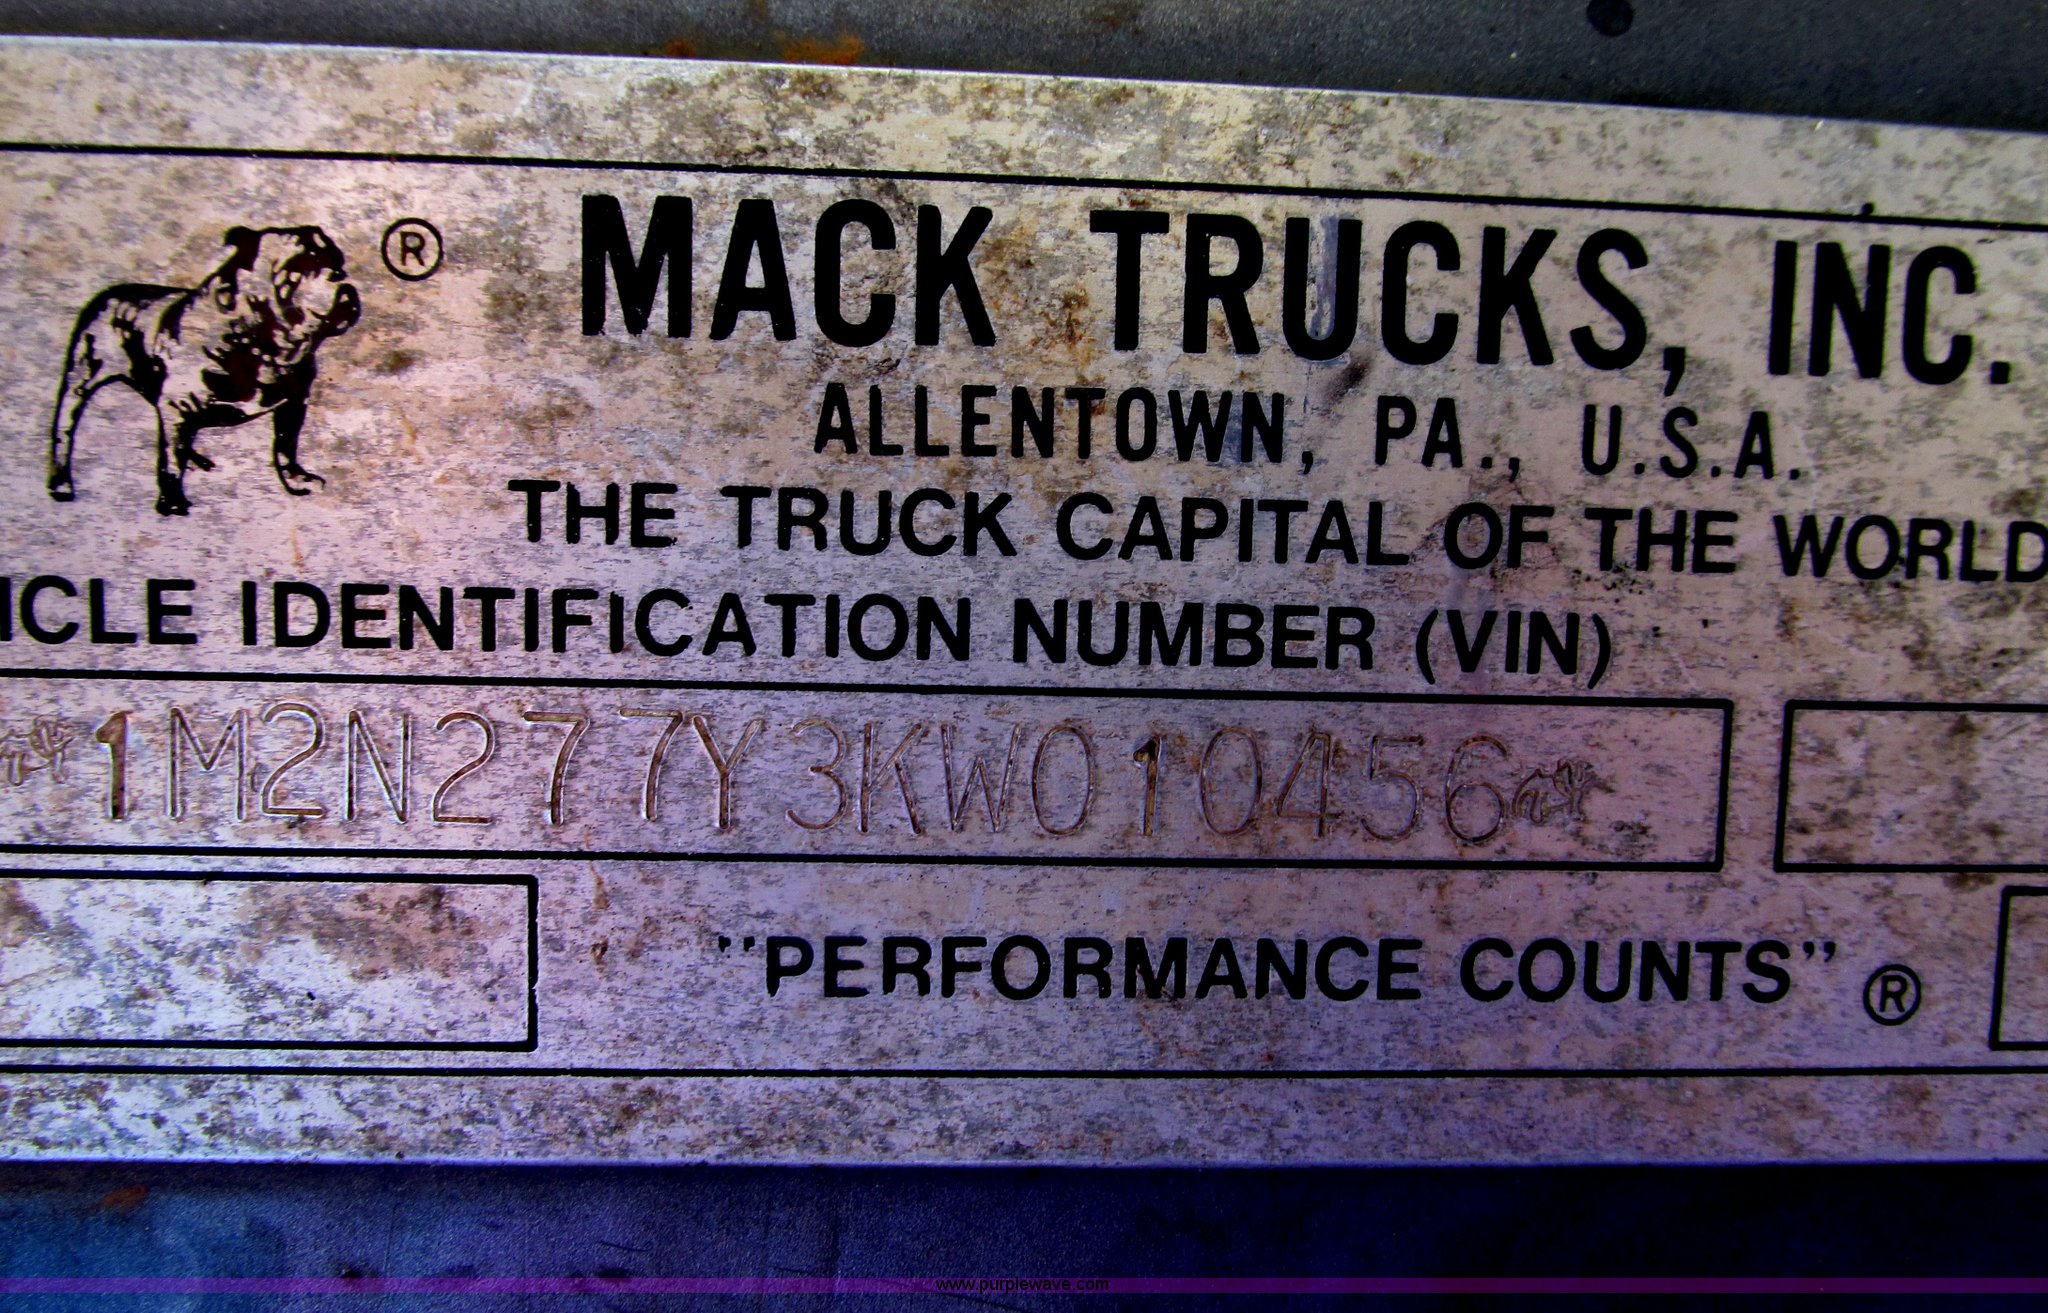 ®
MACK TRUCKS, INC.
ALLENTOWN, PA., U.S.A.
THE TRUCK CAPITAL OF THE WORLD
ICLE IDENTIFICATION NUMBER (VIN)
1M2N277Y3KW010456
"PERFORMANCE COUNTS" ®
www.purplewave.com